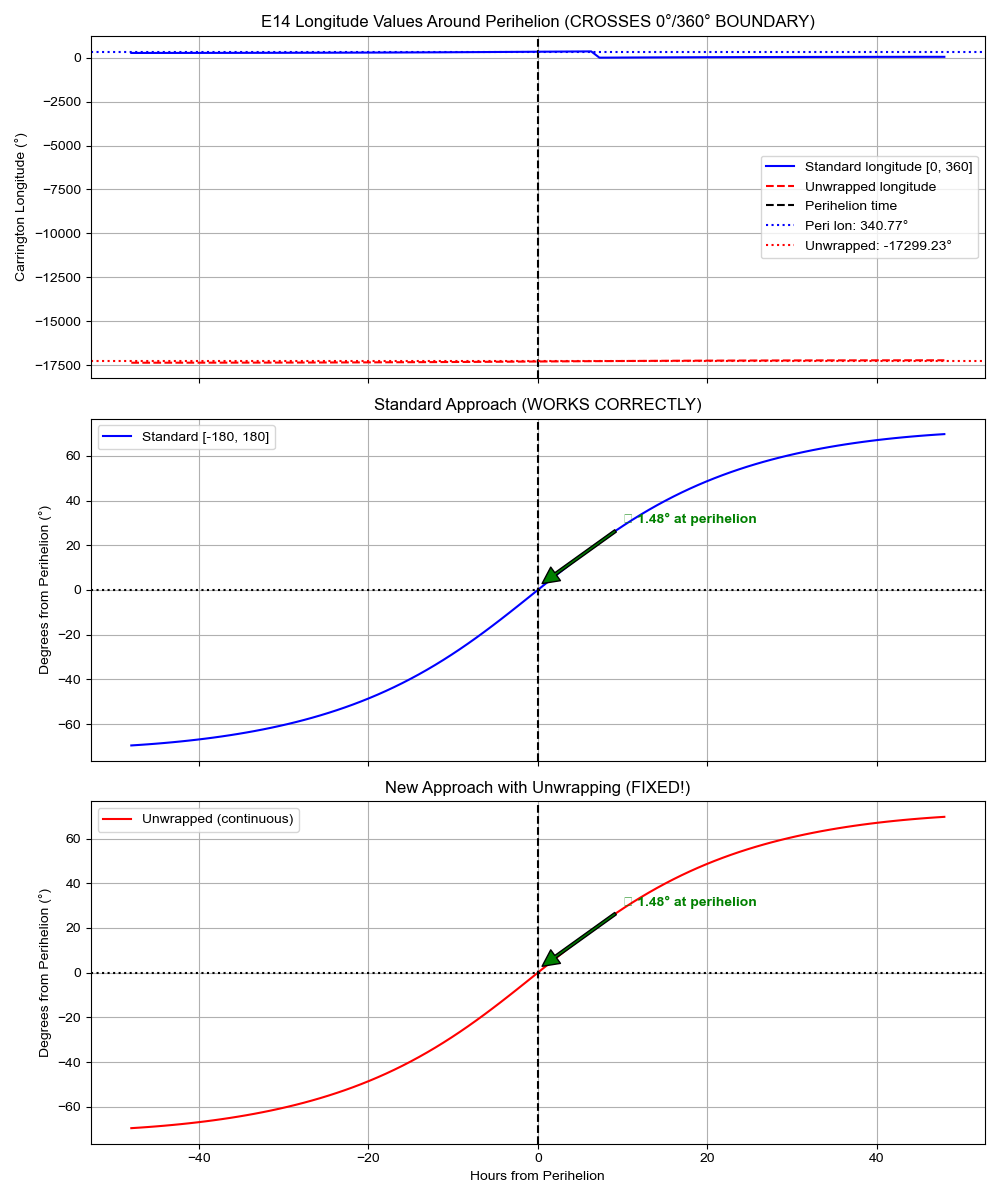 E14 Longitude Values Around Perihelion (CROSSES 0°/360° BOUNDARY)
Carrington Longitude (°)
0
−2500
−5000
−7500
−10000
−12500
−15000
−17500
Standard longitude [0, 360]
Unwrapped longitude
Perihelion time
Peri lon: 340.77°
Unwrapped: -17299.23°
Standard Approach (WORKS CORRECTLY)
Degrees from Perihelion (°)
60
40
20
0
−20
−40
−60
Standard [-180, 180]
1.48° at perihelion
New Approach with Unwrapping (FIXED!)
Degrees from Perihelion (°)
60
40
20
0
−20
−40
−60
Unwrapped (continuous)
1.48° at perihelion
−40
−20
0
20
40
Hours from Perihelion